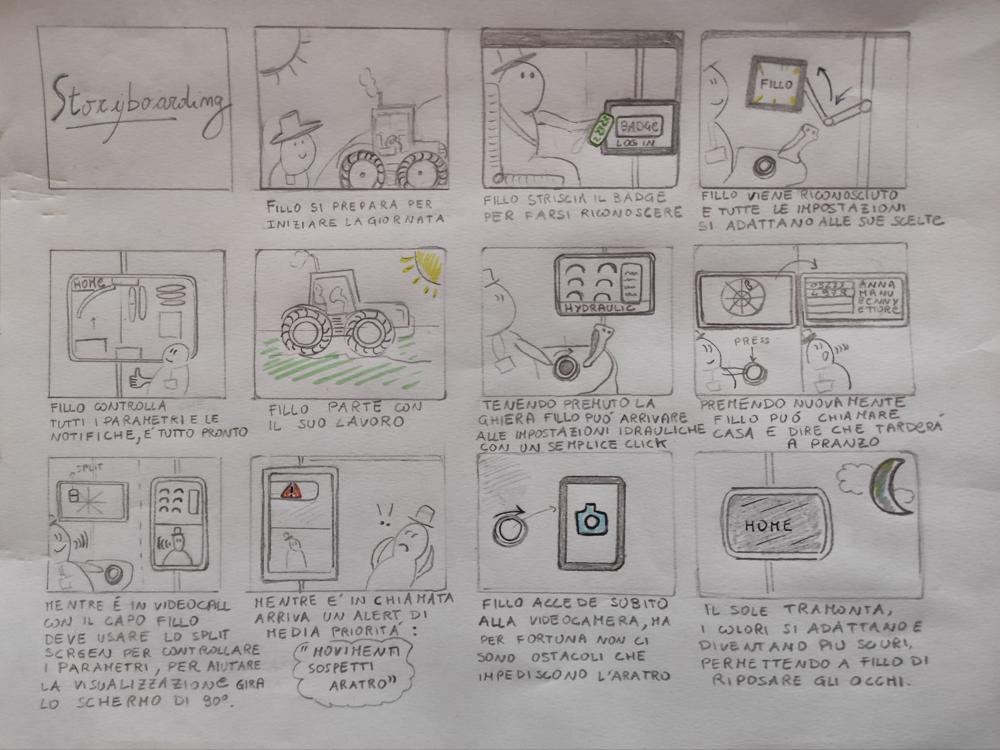 Storyboarding
FILLO SI PREPARA PER
INIZIARE LA GIORNATA
BADGE
LOG IN
FILLO STRISCIA IL BADGE
PER FARSI RICONOSCERE
FILLO
FILLO VIENE RICONOSCIUTO
E TUTTE LE IMPOSTAZIONI
SI ADATTANO ALLE SUE SCELTE
HOME
FILLO CONTROLLA
TUTTI I PARAMETRI E LE
NOTIFICHE, E' TUTTO PRONTO
FILLO PARTE CON
IL SUO LAVORO
HYDRAULIC
TENENDO PREMUTO LA
GHIERA FILLO PUÓ ARRIVARE
ALLE IMPOSTAZIONI IDRAULICHE
CON UN SEMPLICE CLICK
ANNA
MANU
BENNY
ETTORE
PRESS
PREMENDO NUOVAMENTE
FILLO PUÓ CHIAMARE
CASA E DIRE CHE TARDERÁ
A PRANZO
SPLIT
MENTRE É IN VIDEOCALL
CON IL CAPO FILLO
DEVE USARE LO SPLIT
SCREEN PER CONTROLLARE
I PARAMETRI, PER AIUTARE
LA VISUALIZZAZIONE GIRA
LO SCHERMO DI 90°.
!
!!
MENTRE E' IN CHIAMATA
ARRIVA UN ALERT DI
MEDIA PRIORITA':
"MOVIMENTI
SOSPETTI
ARATRO"
FILLO ACCEDE SUBITO
ALLA VIDEOCAMERA, MA
PER FORTUNA NON CI
SONO OSTACOLI CHE
IMPEDISCONO L'ARATRO
HOME
IL SOLE TRAMONTA,
I COLORI SI ADATTANO E
DIVENTANO PIU SCURI,
PERMETTENDO A FILLO DI
RIPOSARE GLI OCCHI.